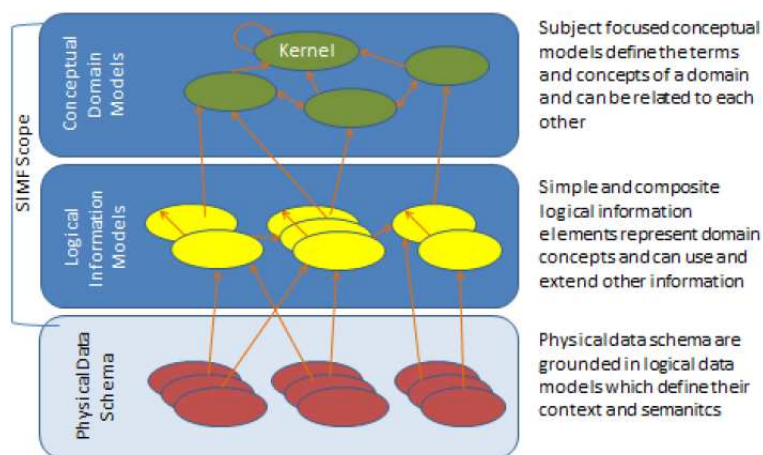 SIMF Scope
Conceptual
Domain
Models
Kernel
Subject focused conceptual
models define the terms
and concepts of a domain
and can be related to each
other
Logical
Information
Models
Simple and composite
logical information
elements represent domain
concepts and can use and
extend other information
Physical Data
Schema
Physical data schema are
grounded in logical data
models which define their
context and semanitcs